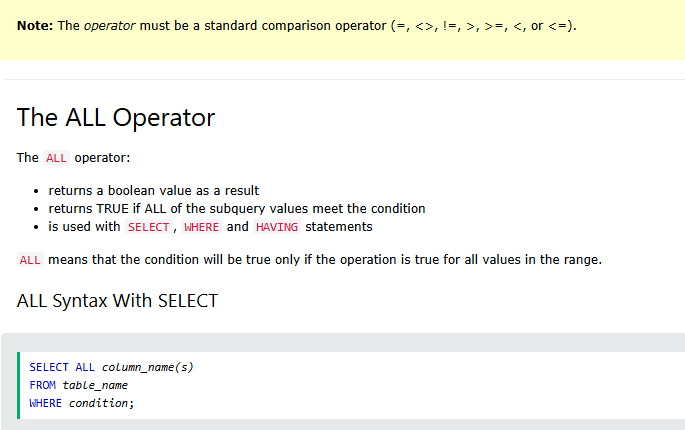 Note: The operator must be a standard comparison operator (=, <>, !=, >, >=, <, or <=).
The ALL Operator
The ALL operator:
• returns a boolean value as a result
• returns TRUE if ALL of the subquery values meet the condition
• is used with SELECT, WHERE and HAVING statements
ALL means that the condition will be true only if the operation is true for all values in the range.
ALL Syntax With SELECT
SELECT ALL column_name(s)
FROM table_name
WHERE condition;